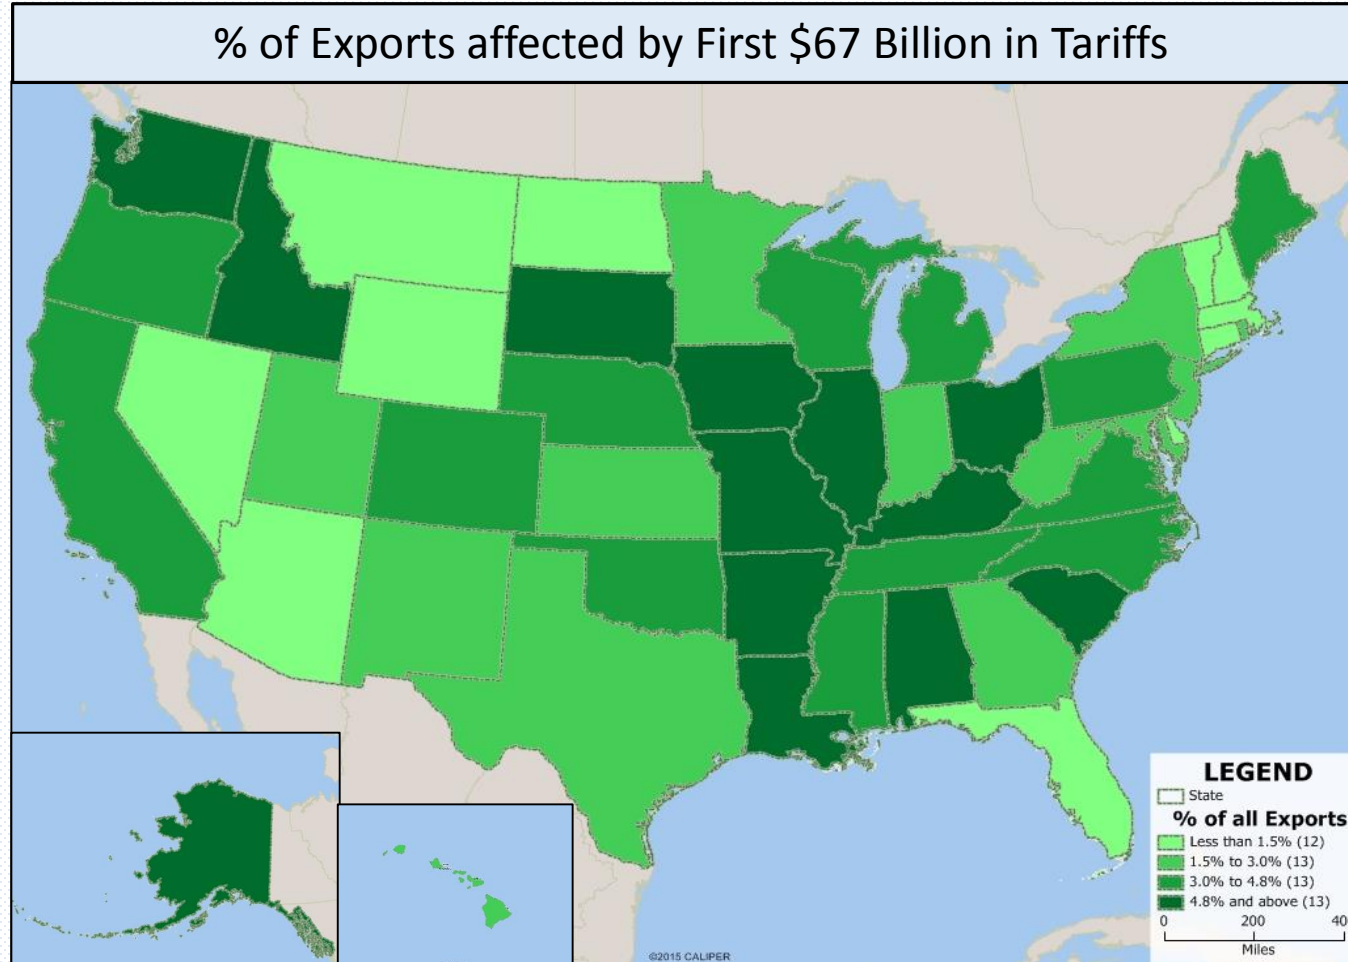 % of Exports affected by First $67 Billion in Tariffs
LEGEND
State
% of all Exports
Less than 1.5% (12)
1.5% to 3.0% (13)
3.0% to 4.8% (13)
4.8% and above (13)
0 200 40
Miles
©2015 CALIPER